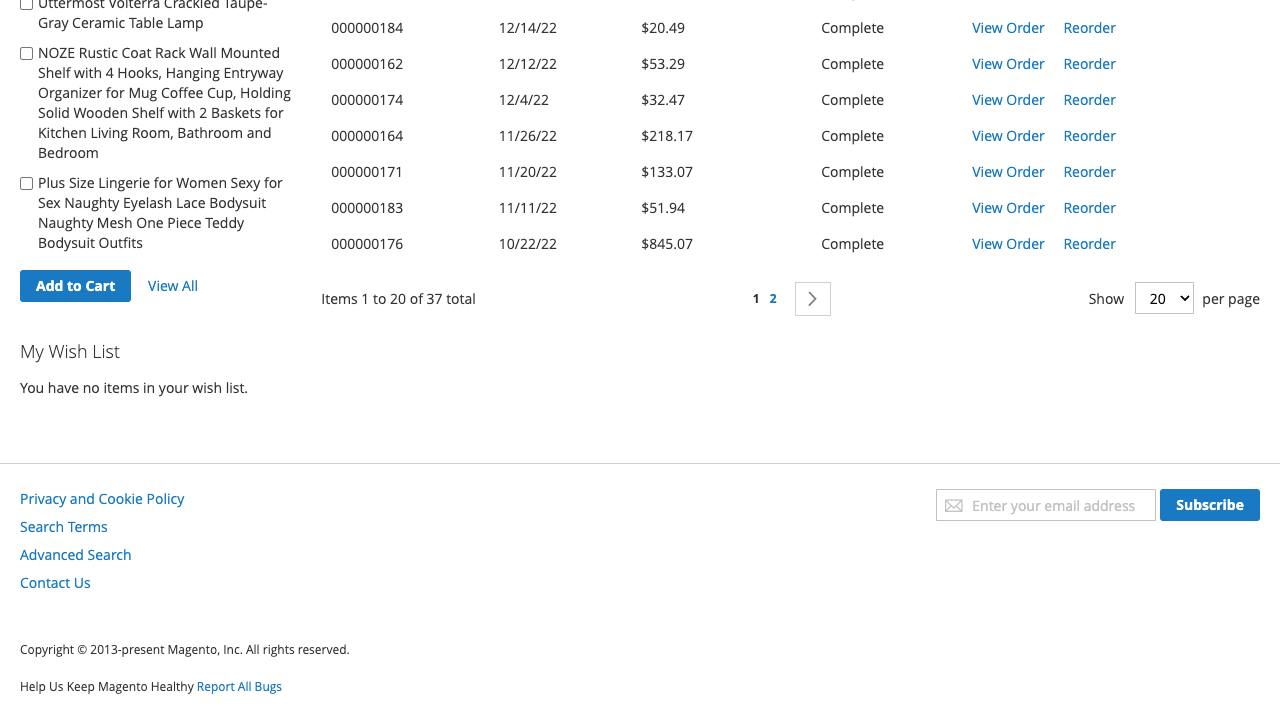 Uttermost Volterra Crackled Taupe-
Gray Ceramic Table Lamp
NOZE Rustic Coat Rack Wall Mounted
Shelf with 4 Hooks, Hanging Entryway
Organizer for Mug Coffee Cup, Holding
Solid Wooden Shelf with 2 Baskets for
Kitchen Living Room, Bathroom and
Bedroom
Plus Size Lingerie for Women Sexy for
Sex Naughty Eyelash Lace Bodysuit
Naughty Mesh One Piece Teddy
Bodysuit Outfits
Add to Cart View All
000000184 12/14/22 $20.49 Complete View Order Reorder
000000162 12/12/22 $53.29 Complete View Order Reorder
000000174 12/4/22 $32.47 Complete View Order Reorder
000000164 11/26/22 $218.17 Complete View Order Reorder
000000171 11/20/22 $133.07 Complete View Order Reorder
000000183 11/11/22 $51.94 Complete View Order Reorder
000000176 10/22/22 $845.07 Complete View Order Reorder
Items 1 to 20 of 37 total 1 2 Show 20 per page
My Wish List
You have no items in your wish list.
Privacy and Cookie Policy
Search Terms
Advanced Search
Contact Us
Enter your email address Subscribe
Copyright © 2013-present Magento, Inc. All rights reserved.
Help Us Keep Magento Healthy Report All Bugs